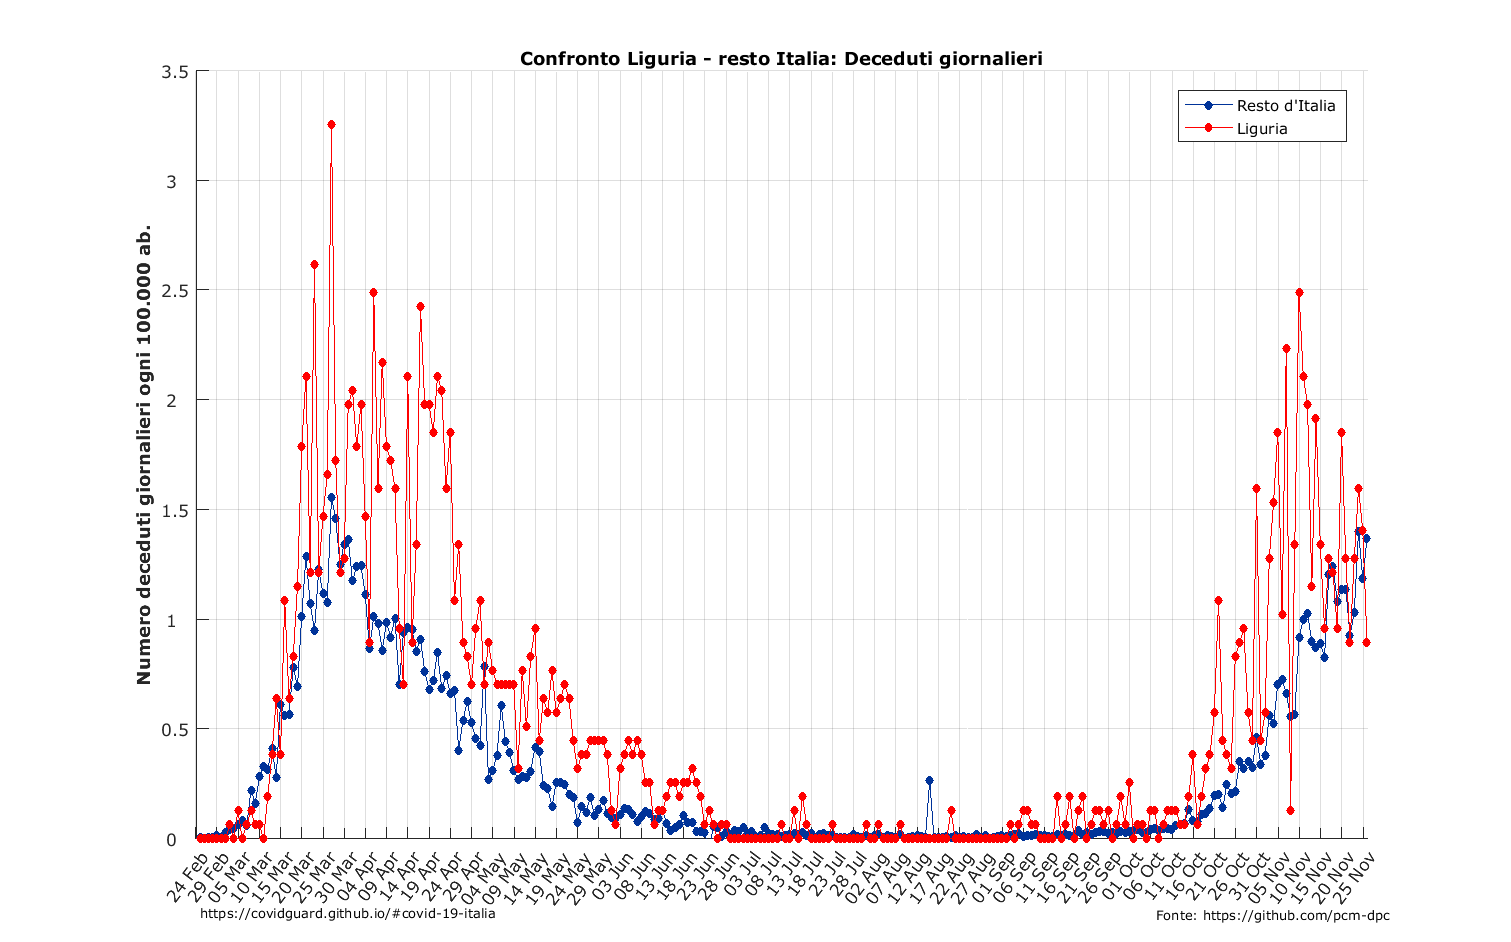 Confronto Liguria - resto Italia: Deceduti giornalieri
Resto d'Italia
Liguria
Numero deceduti giornalieri ogni 100.000 ab.
3.5
3
2.5
2
1.5
1
0.5
0
24 Feb
29 Feb
05 Mar
10 Mar
15 Mar
20 Mar
25 Mar
30 Mar
04 Apr
09 Apr
14 Apr
19 Apr
24 Apr
29 Apr
04 May
09 May
14 May
19 May
24 May
29 May
03 Jun
08 Jun
13 Jun
18 Jun
23 Jun
28 Jun
03 Jul
08 Jul
13 Jul
18 Jul
23 Jul
28 Jul
02 Aug
07 Aug
12 Aug
17 Aug
22 Aug
27 Aug
01 Sep
06 Sep
11 Sep
16 Sep
21 Sep
26 Sep
01 Oct
06 Oct
11 Oct
16 Oct
21 Oct
26 Oct
31 Oct
05 Nov
10 Nov
15 Nov
20 Nov
25 Nov
https://covidguard.github.io/#covid-19-italia
Fonte: https://github.com/pcm-dpc